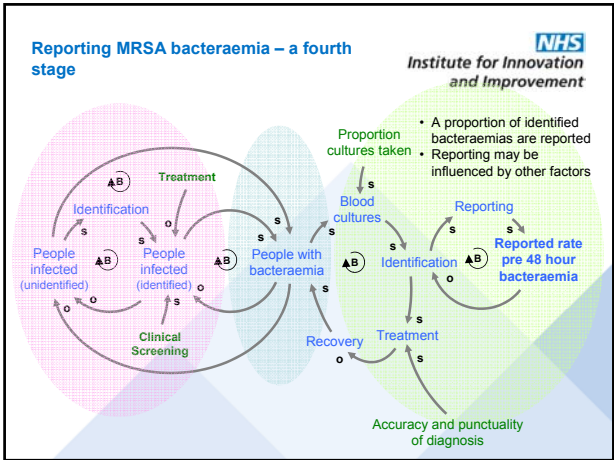 Reporting MRSA bacteraemia – a fourth
stage
NHS
Institute for Innovation
and Improvement
• A proportion of identified
bacteraemias are reported
• Reporting may be
influenced by other factors
Proportion
cultures taken
Treatment
B
Identification
s
s
o
s
s
s
s
Blood
cultures
s
Reporting
s
s
People
infected
(unidentified)
B
People
infected
(identified)
B
People with
bacteraemia
B
Identification
B
Reported rate
pre 48 hour
bacteraemia
o
o
o
s
o
s
s
o
Clinical
Screening
Recovery
o
Treatment
s
s
Accuracy and punctuality
of diagnosis